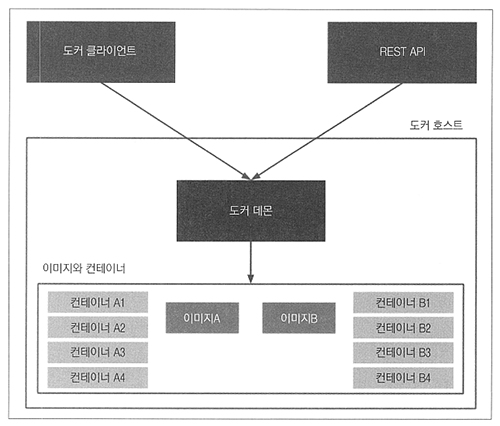 도커 클라이언트
REST API
도커 호스트
도커 데몬
이미지와 컨테이너
컨테이너 A1
컨테이너 A2
컨테이너 A3
컨테이너 A4
이미지A
이미지B
컨테이너 B1
컨테이너 B2
컨테이너 B3
컨테이너 B4